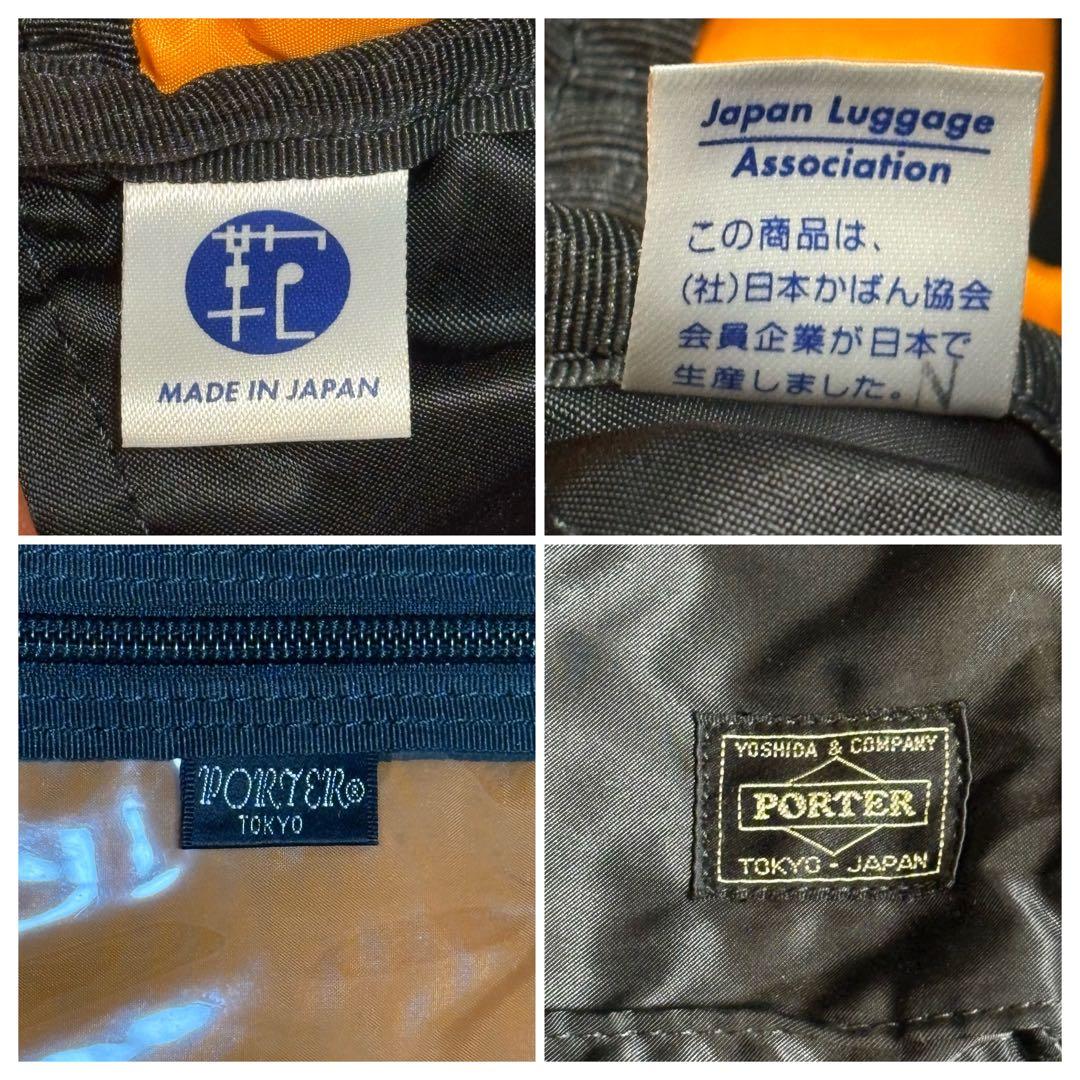 MADE IN JAPAN
Japan Luggage
Association
この商品は、
(社)日本かばん協会
会員企業が日本で
生産しました。
N
PORTER®
TOKYO
YOSHIDA & COMPANY
PORTER
TOKYO - JAPAN